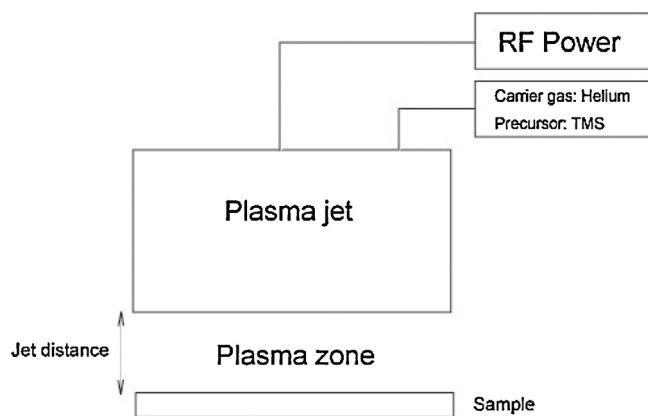 RF Power
Carrier gas: Helium
Precursor: TMS
Plasma jet
Jet distance
Plasma zone
Sample